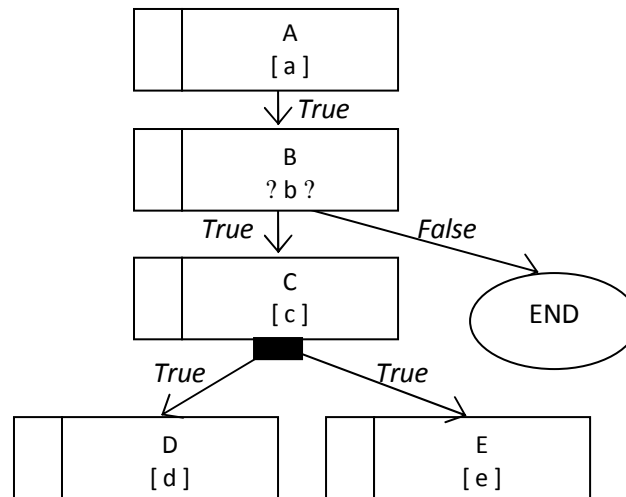 A
[ a ]
True
B
? b ?
True
False
C
[ c ]
END
True
True
D
[ d ]
E
[ e ]